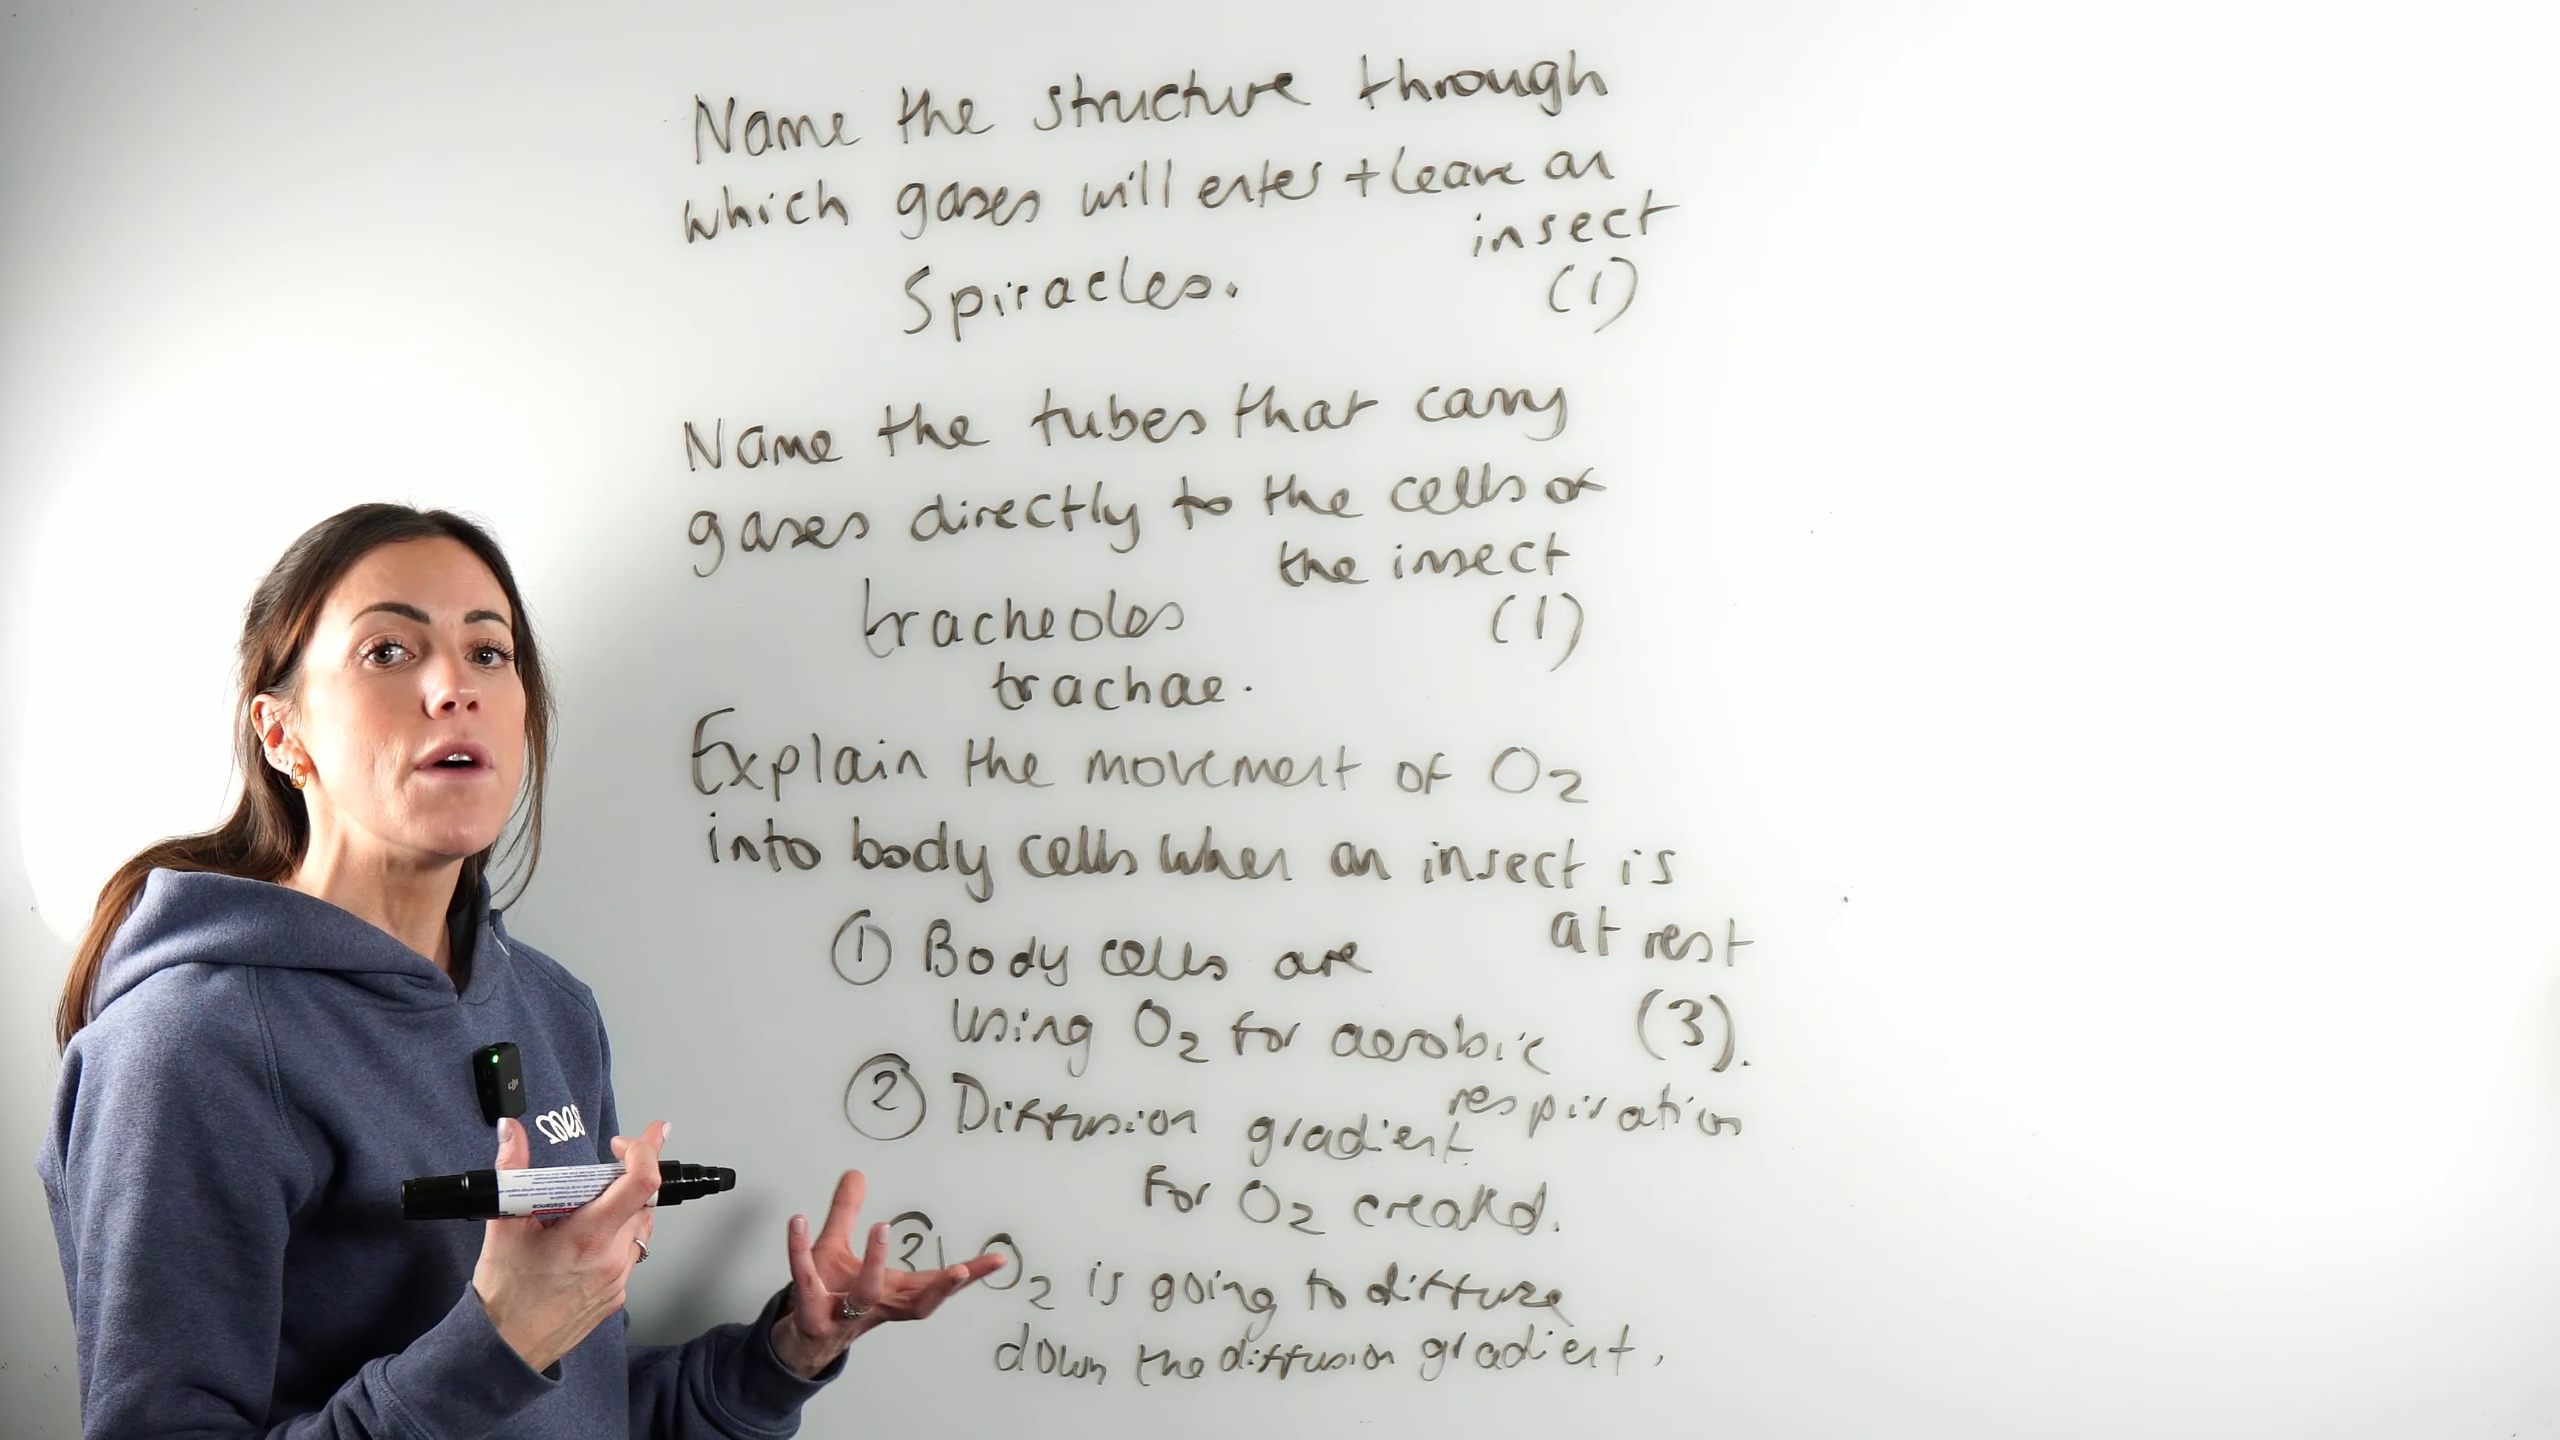 Name the structure through
which gases will enter + leave an
insect
Spiracles.
(1)
Name the tubes that carry
gases directly to the cells of
the insect
tracheoles
(1)
trachae.
Explain the movement of O2
into body cells when an insect is
at rest
① Body cells are
using O2 for aerobic
(3).
respiration
② Diffusion gradient
for O2 created.
③ O2 is going to diffuse
down the diffusion gradient.
dji